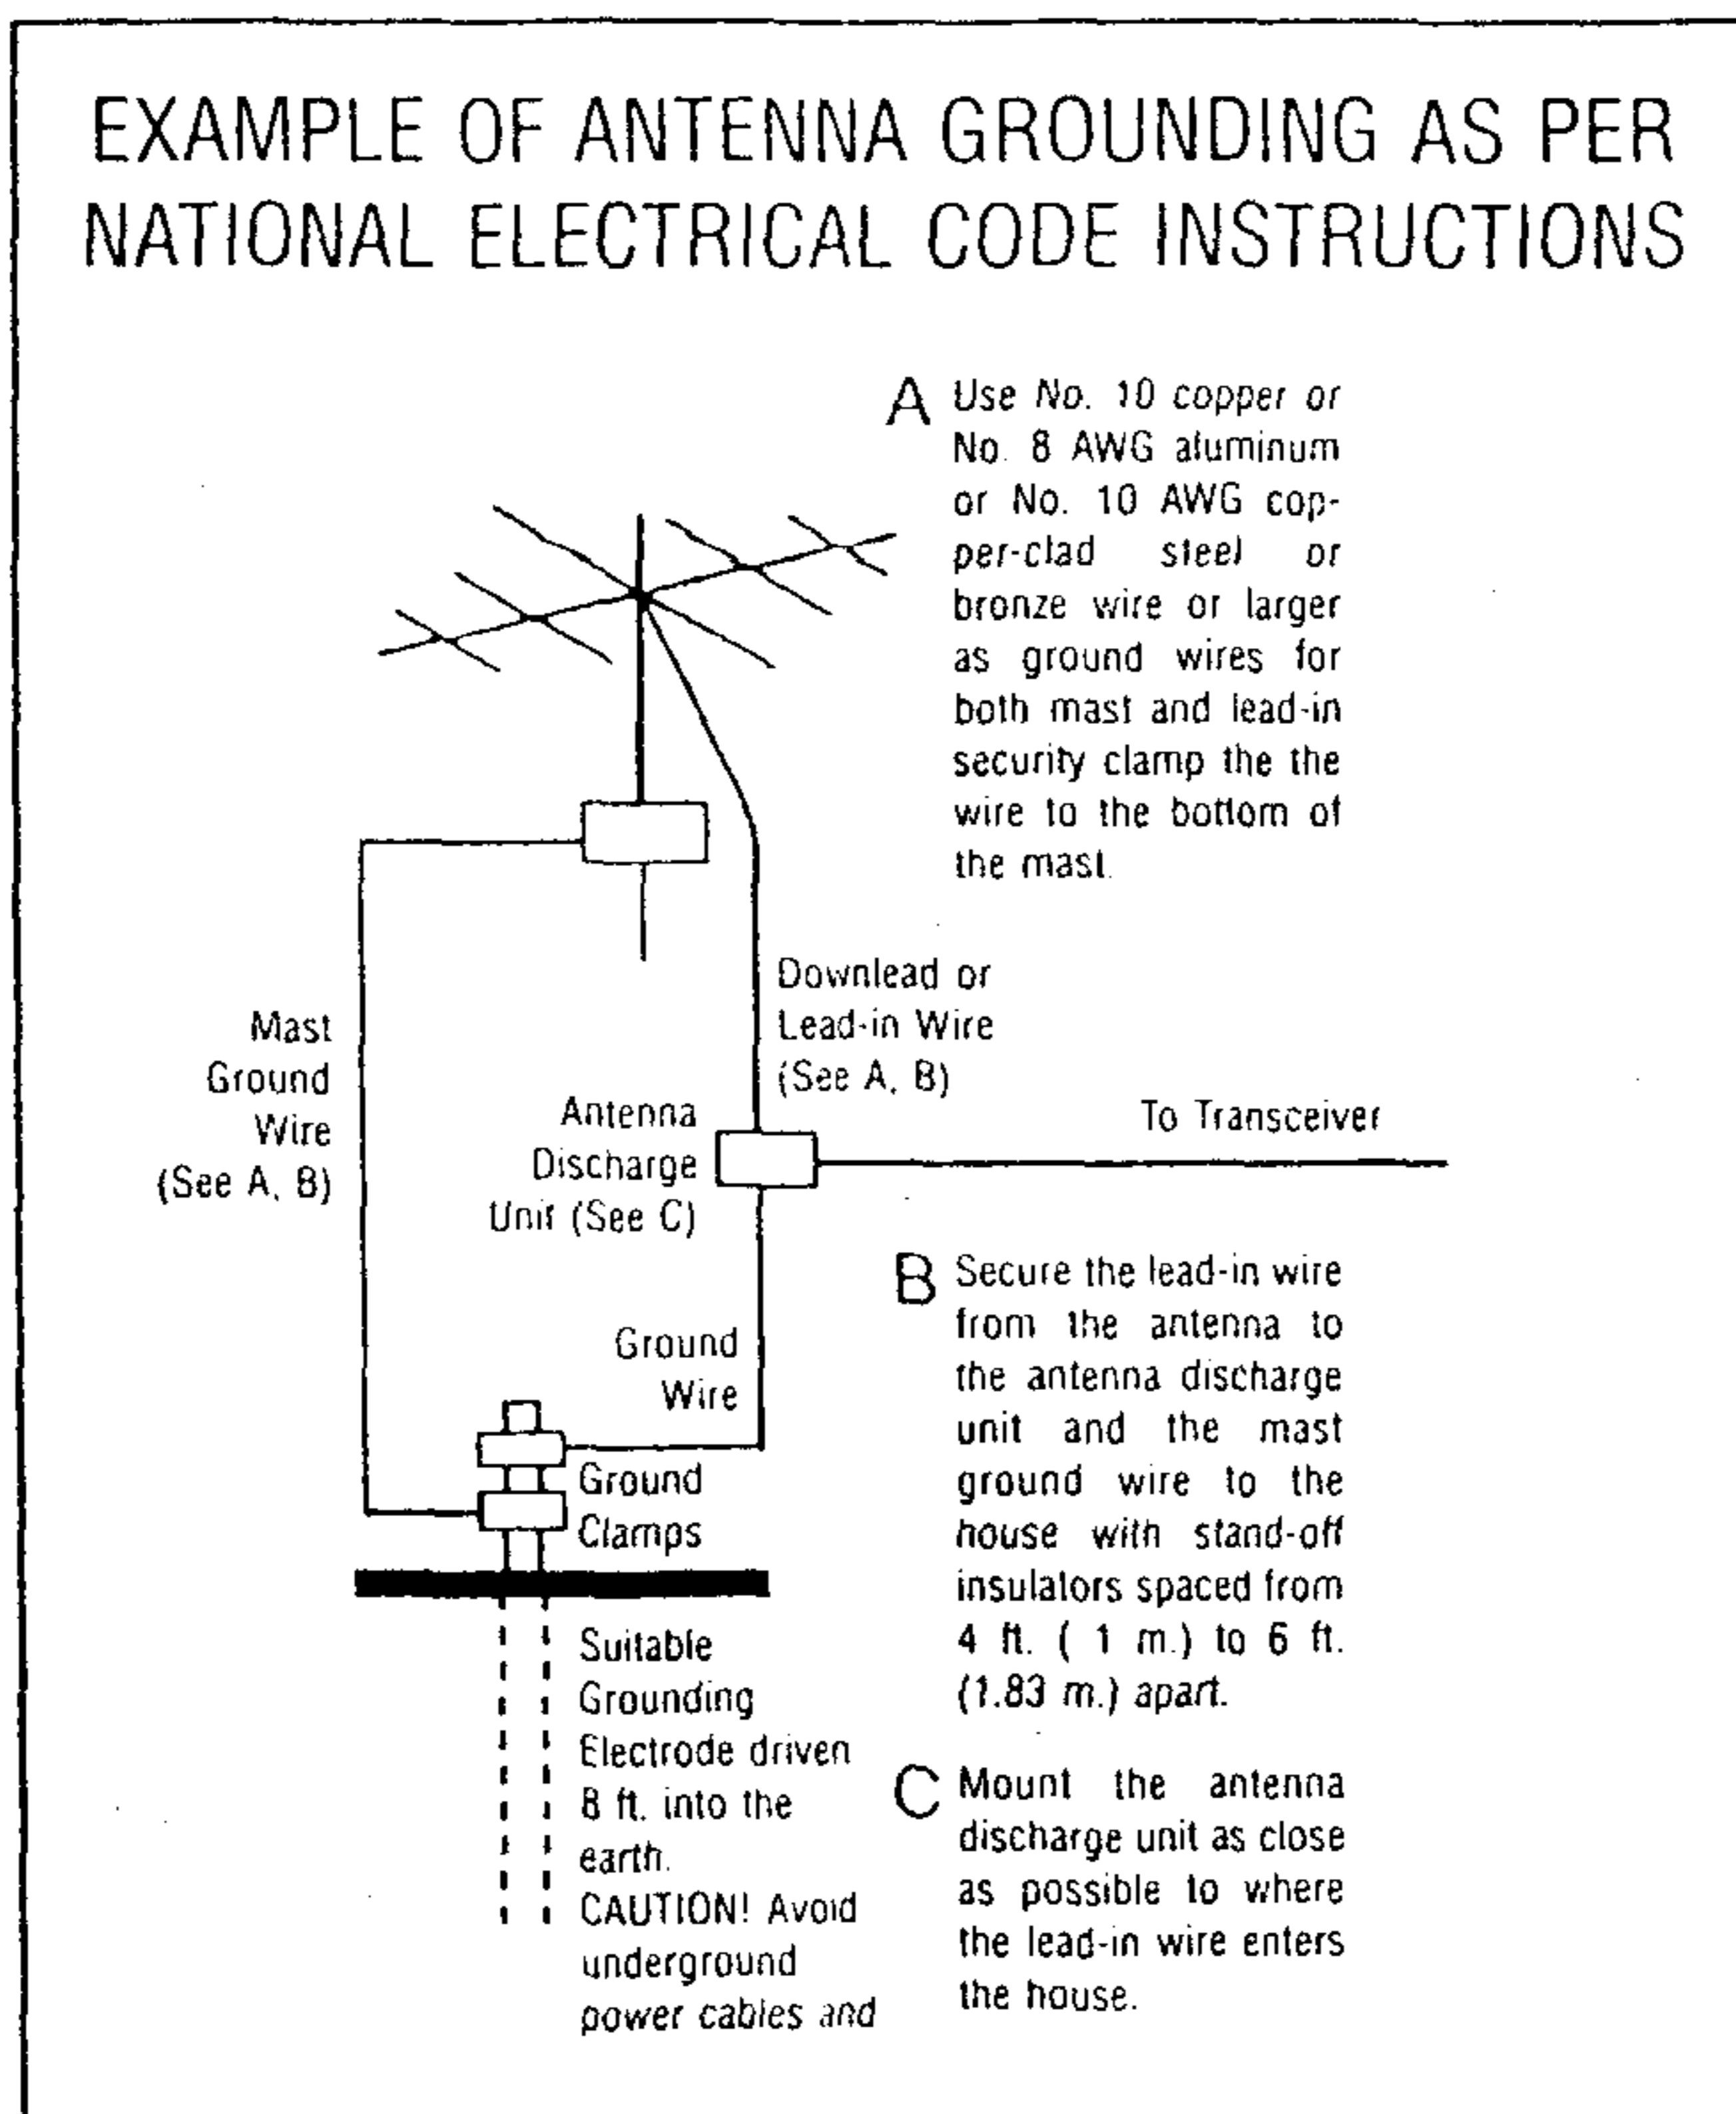 EXAMPLE OF ANTENNA GROUNDING AS PER
NATIONAL ELECTRICAL CODE INSTRUCTIONS
A Use No. 10 copper or
No. 8 AWG aluminum
or No. 10 AWG cop-
per-clad steel or
bronze wire or larger
as ground wires for
both mast and lead-in
security clamp the the
wire to the bottom of
the mast.
Downlead or
Lead-in Wire
(See A, B)
Mast
Ground
Wire
(See A, B)
Antenna
Discharge
Unit (See C)
To Transceiver
B Secure the lead-in wire
from the antenna to
the antenna discharge
unit and the mast
ground wire to the
house with stand-off
insulators spaced from
4 ft. ( 1 m.) to 6 ft.
(1.83 m.) apart.
Ground
Wire
Ground
Clamps
Suitable
Grounding
Electrode driven
8 ft. into the
earth.
CAUTION! Avoid
underground
power cables and
C Mount the antenna
discharge unit as close
as possible to where
the lead-in wire enters
the house.